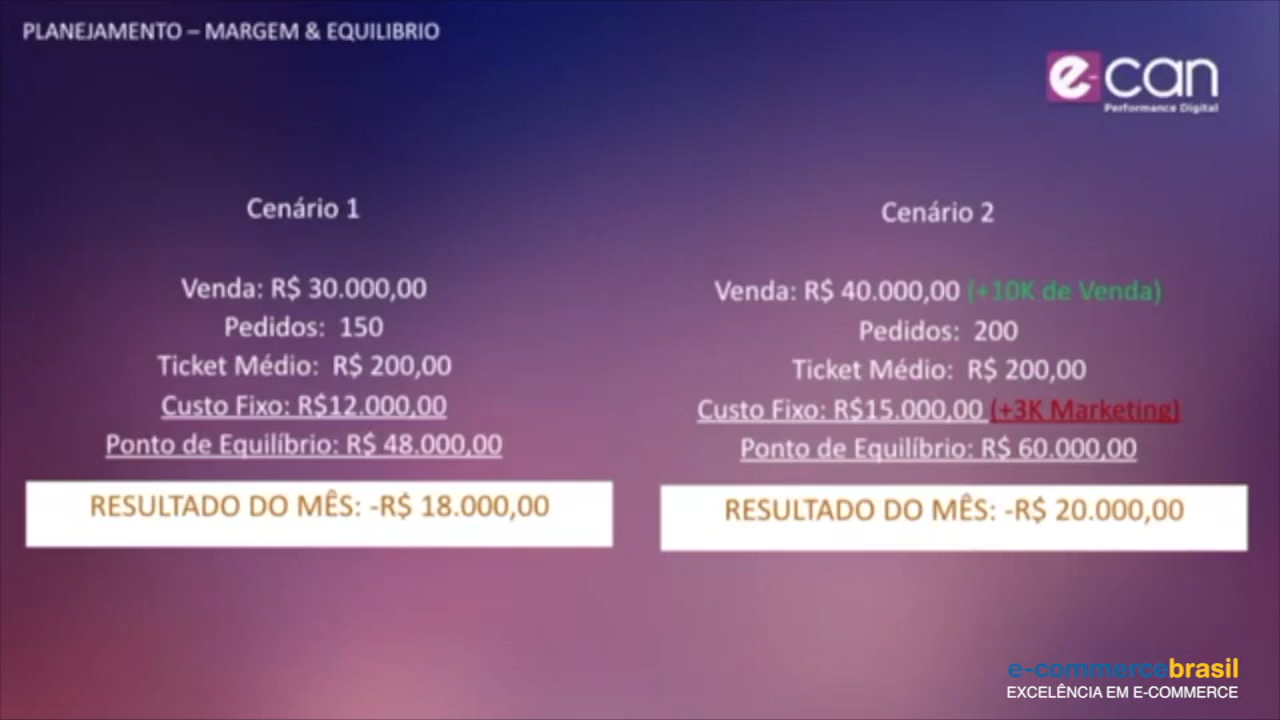 PLANEJAMENTO – MARGEM & EQUILIBRIO
e-can
Performance Digital
Cenário 1
Venda: R$ 30.000,00
Pedidos: 150
Ticket Médio: R$ 200,00
Custo Fixo: R$12.000,00
Ponto de Equilíbrio: R$ 48.000,00
RESULTADO DO MÊS: -R$ 18.000,00
Cenário 2
Venda: R$ 40.000,00 (+10K de Venda)
Pedidos: 200
Ticket Médio: R$ 200,00
Custo Fixo: R$15.000,00 (+3K Marketing)
Ponto de Equilíbrio: R$ 60.000,00
RESULTADO DO MÊS: -R$ 20.000,00
e-commercebrasil
EXCELÊNCIA EM E-COMMERCE